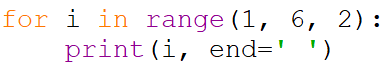 for i in range(1, 6, 2):
    print(i, end=' ')